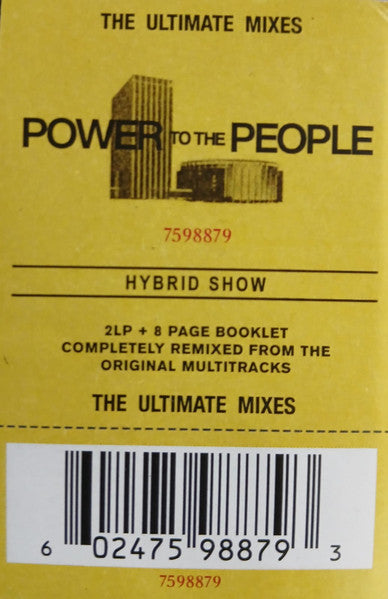 THE ULTIMATE MIXES
POWER TO THE PEOPLE
7598879
HYBRID SHOW
2LP + 8 PAGE BOOKLET
COMPLETELY REMIXED FROM THE
ORIGINAL MULTITRACKS
THE ULTIMATE MIXES
6 02475 98879 3
7598879